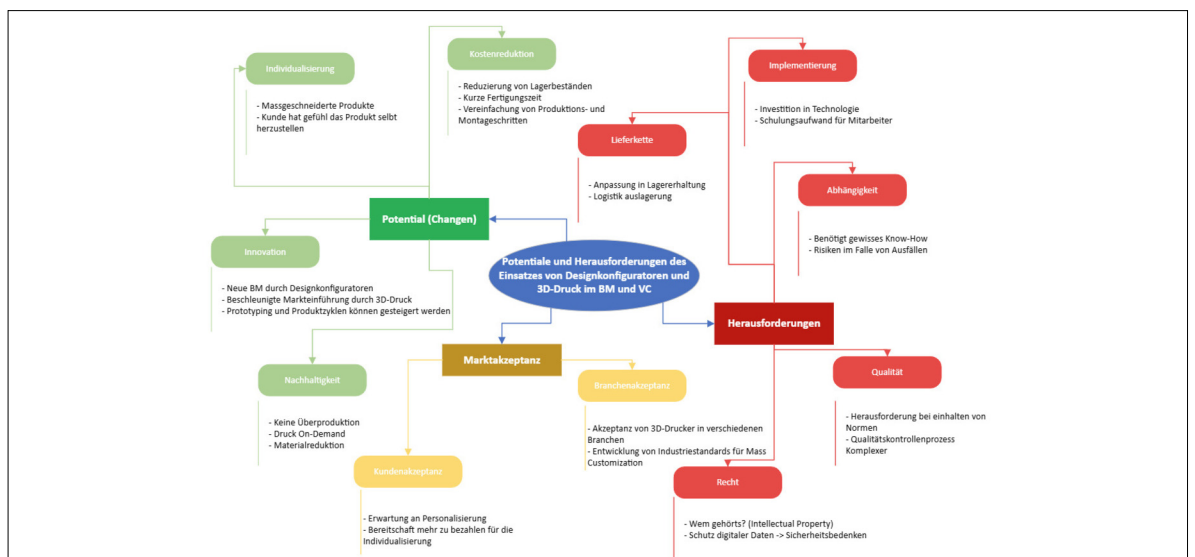 Kostenreduktion
- Reduzierung von Lagerbeständen
- Kurze Fertigungszeit
- Vereinfachung von Produktions- und
Montageschritten
Individualisierung
- Massgeschneiderte Produkte
- Kunde hat gefühl das Produkt selbt
herzustellen
Potential (Changen)
Innovation
- Neue BM durch Designkonfiguratoren
- Beschleunigte Markteinführung durch 3D-Druck
- Prototyping und Produktzyklen können gesteigert werden
Nachhaltigkeit
- Keine Überproduktion
- Druck On-Demand
- Materialreduktion
Potentiale und Herausforderungen des
Einsatzes von Designkonfiguratoren und
3D-Druck im BM und VC
Marktakzeptanz
Kundenakzeptanz
- Erwartung an Personalisierung
- Bereitschaft mehr zu bezahlen für die
Individualisierung
Branchenakzeptanz
- Akzeptanz von 3D-Drucker in verschiedenen
Branchen
- Entwicklung von Industriestandards für Mass
Customization
Herausforderungen
Implementierung
- Investition in Technologie
- Schulungsaufwand für Mitarbeiter
Lieferkette
- Anpassung in Lagererhaltung
- Logistik auslagerung
Abhängigkeit
- Benötigt gewisses Know-How
- Risiken im Falle von Ausfällen
Qualität
- Herausforderung bei einhalten von
Normen
- Qualitätskontrollenprozess
Komplexer
Recht
- Wem gehörts? (Intellectual Property)
- Schutz digitaler Daten -> Sicherheitsbedenken